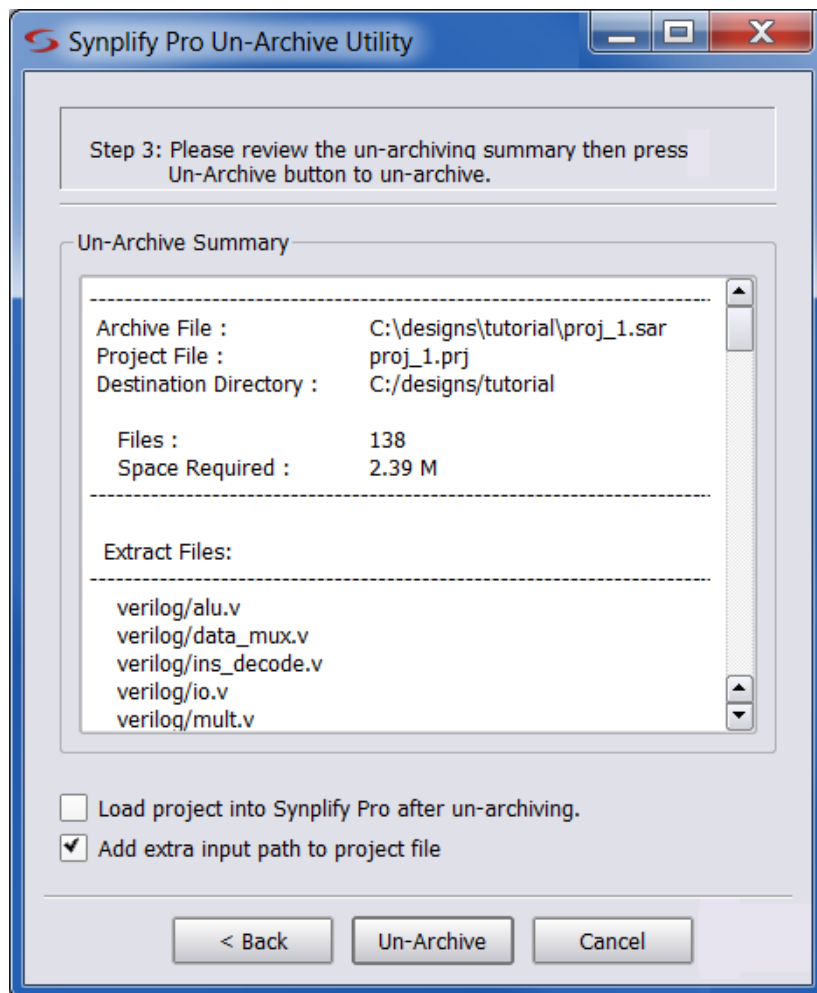 Synplify Pro Un-Archive Utility
Step 3: Please review the un-archiving summary then press
Un-Archive button to un-archive.
Un-Archive Summary
Archive File : C:\designs\tutorial\proj_1.sar
Project File : proj_1.prj
Destination Directory : C:/designs/tutorial
Files : 138
Space Required : 2.39 M
Extract Files:
verilog/alu.v
verilog/data_mux.v
verilog/ins_decode.v
verilog/io.v
verilog/mult.v
Load project into Synplify Pro after un-archiving.
Add extra input path to project file
< Back Un-Archive Cancel